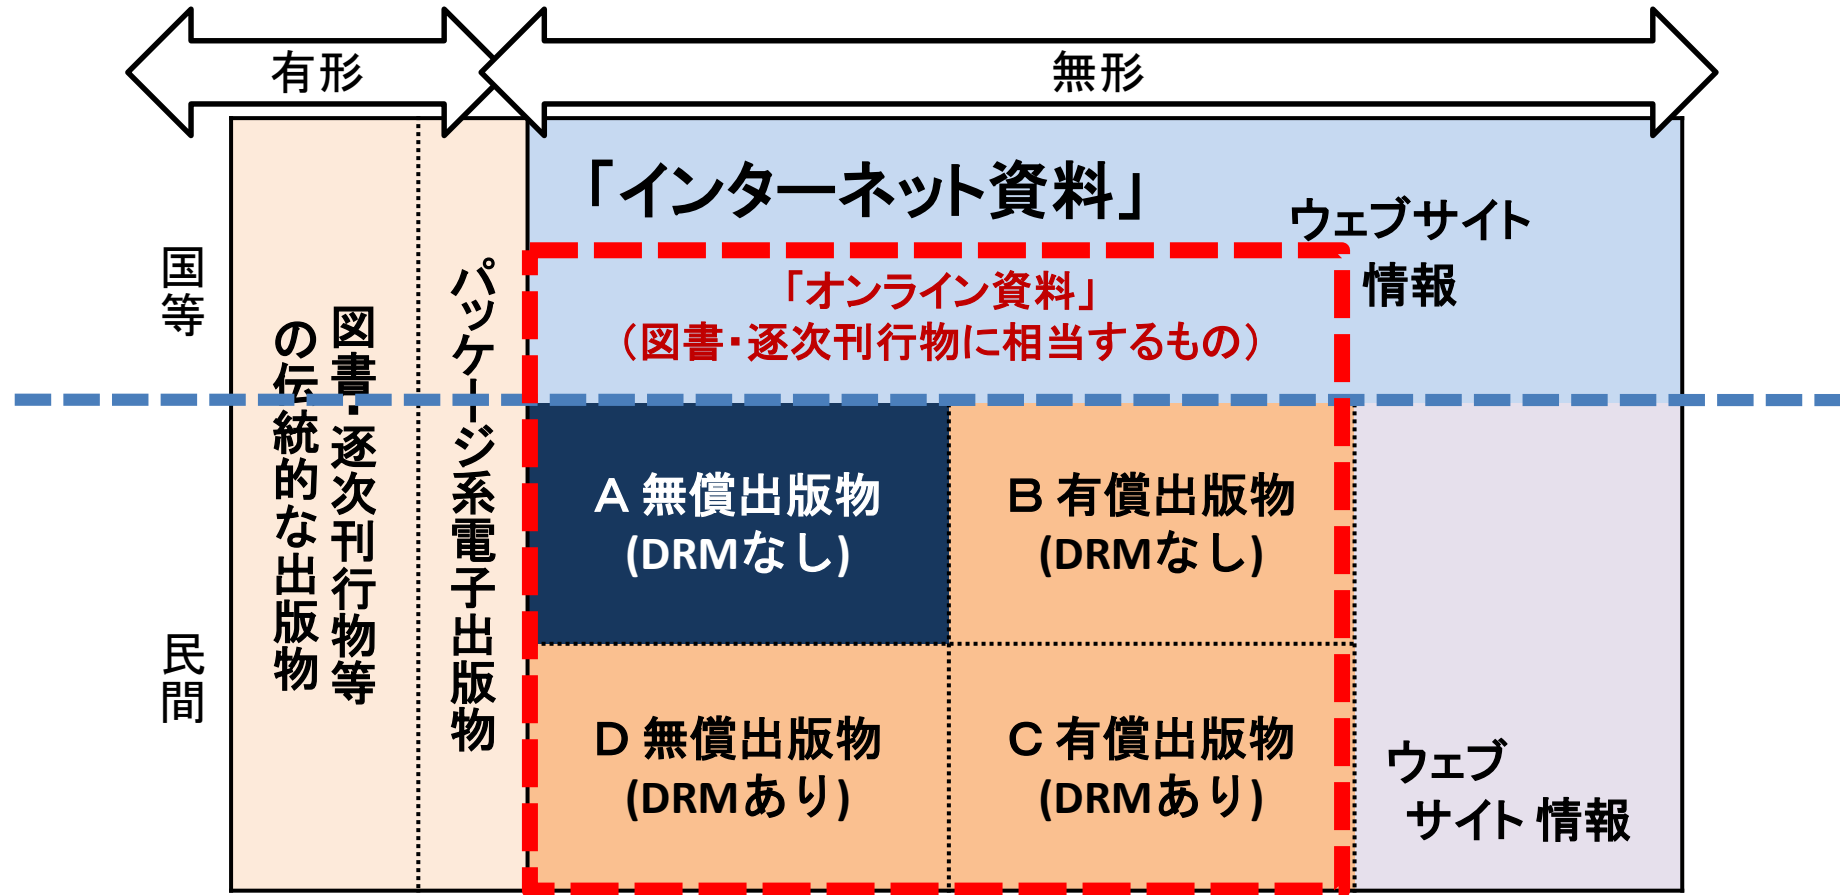 有形
無形
国等
民間
図書・逐次刊行物等
の伝統的な出版物
パッケージ系電子出版物
「インターネット資料」
ウェブサイト
情報
「オンライン資料」
（図書・逐次刊行物に相当するもの）
A 無償出版物
(DRMなし)
B 有償出版物
(DRMなし)
D 無償出版物
(DRMあり)
C 有償出版物
(DRMあり)
ウェブ
サイト 情報